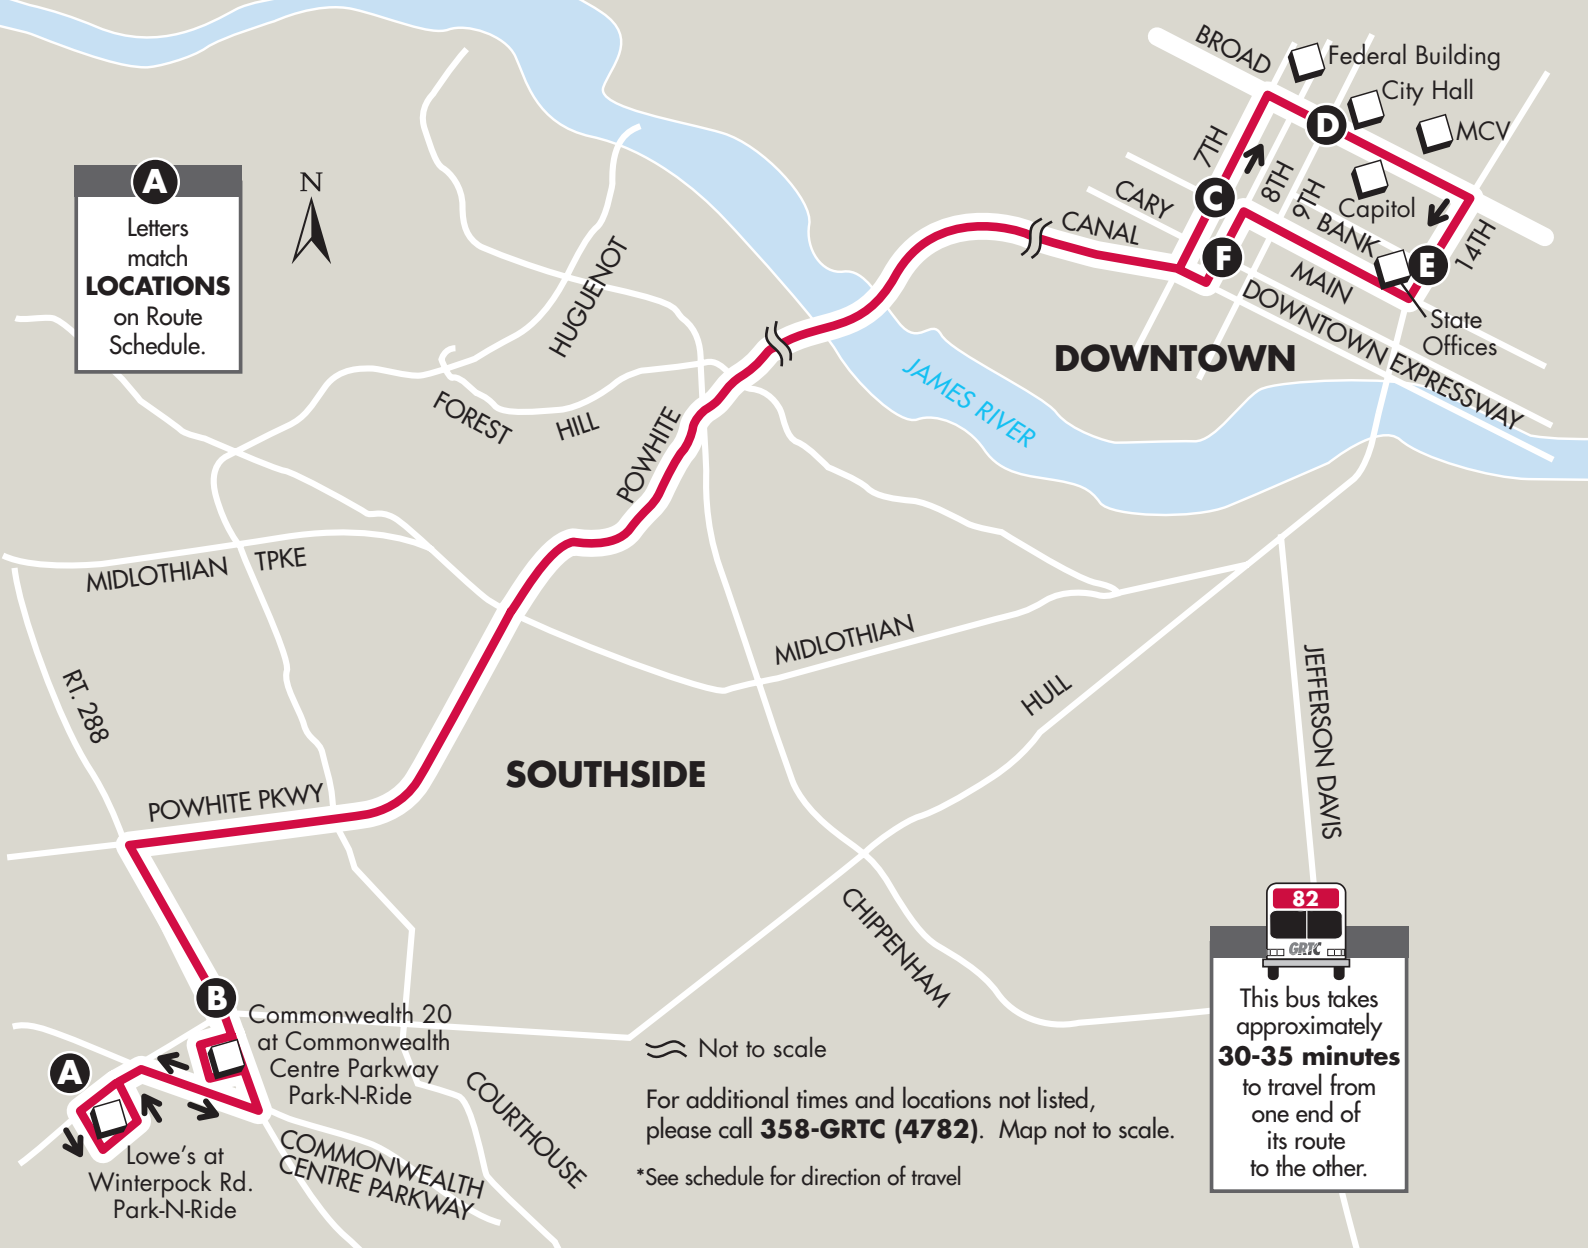 BROAD
Federal Building
City Hall
MCV
D
7TH
8TH
9TH
Capitol
C
CARY
CANAL
BANK
14TH
F
E
MAIN
State
Offices
DOWNTOWN EXPRESSWAY
DOWNTOWN
JAMES RIVER
A
Letters
match
LOCATIONS
on Route
Schedule.
N
HUGUENOT
FOREST HILL
POWHITE
MIDLOTHIAN TPKE
MIDLOTHIAN
RT. 288
HULL
JEFFERSON DAVIS
SOUTHSIDE
POWHITE PKWY
CHIPPENHAM
B
Commonwealth 20
at Commonwealth
Centre Parkway
Park-N-Ride
A
Lowe's at
Winterpock Rd.
Park-N-Ride
COMMONWEALTH
CENTRE PARKWAY
COURTHOUSE
Not to scale
For additional times and locations not listed,
please call 358-GRTC (4782). Map not to scale.
*See schedule for direction of travel
82
GRTC
This bus takes
approximately
30-35 minutes
to travel from
one end of
its route
to the other.